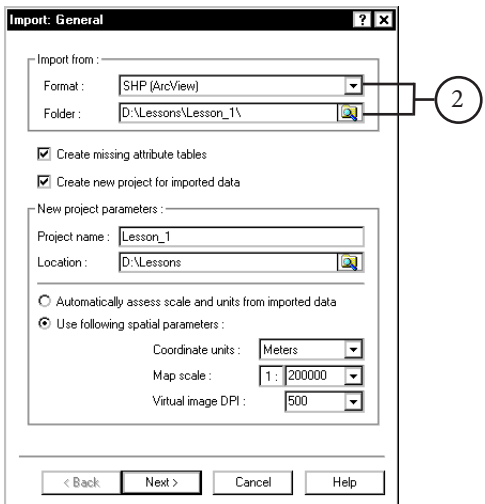 Import: General
Import from :
Format : SHP (ArcView)
Folder : D:\Lessons\Lesson_1\
2
Create missing attribute tables
Create new project for imported data
New project parameters :
Project name : Lesson_1
Location : D:\Lessons
Automatically assess scale and units from imported data
Use following spatial parameters :
Coordinate units : Meters
Map scale : 1 : 200000
Virtual image DPI : 500
< Back Next > Cancel Help